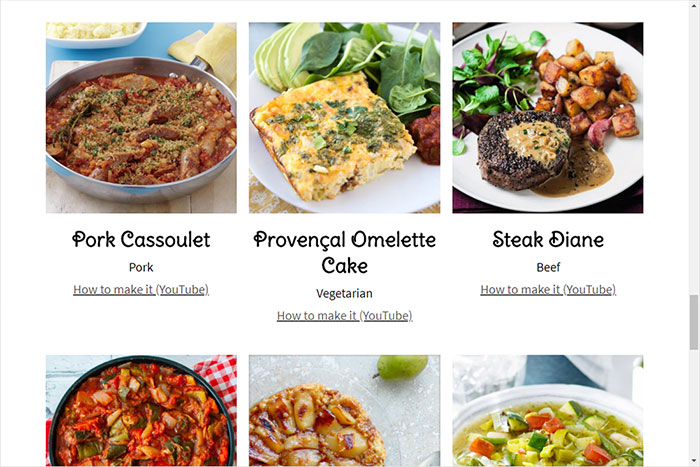 Pork Cassoulet
Pork
How to make it (YouTube)
Provençal Omelette
Cake
Vegetarian
How to make it (YouTube)
Steak Diane
Beef
How to make it (YouTube)